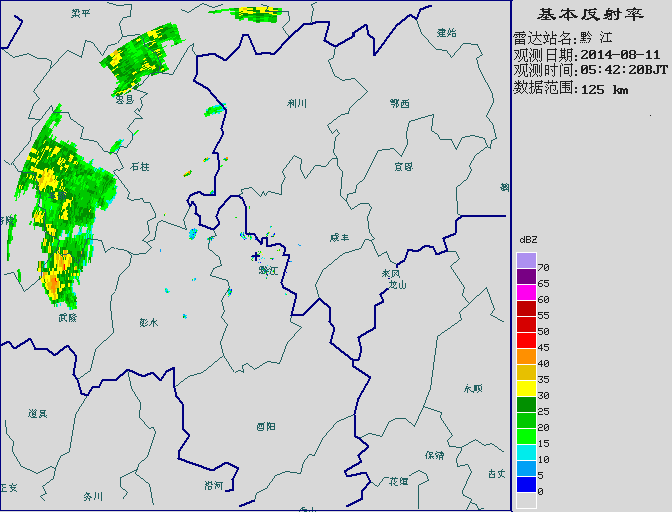 基本反射率
雷达站名:黔 江
观测日期:2014-08-11
观测时间:05:42:20BJT
数据范围:125 km
梁平
建始
忠县
利川
鄂西
石柱
宣恩
咸丰
来凤
龙山
黔江
武隆
彭水
道真
酉阳
永顺
保靖
花垣
古丈
正安
务川
沿河
dBZ
70
65
60
55
50
45
40
35
30
25
20
15
10
5
0